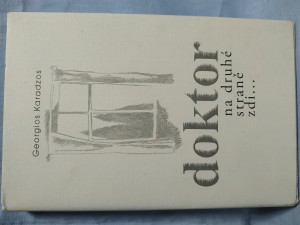 Georgios Karadzos
doktor
na druhé
straně
zdi...